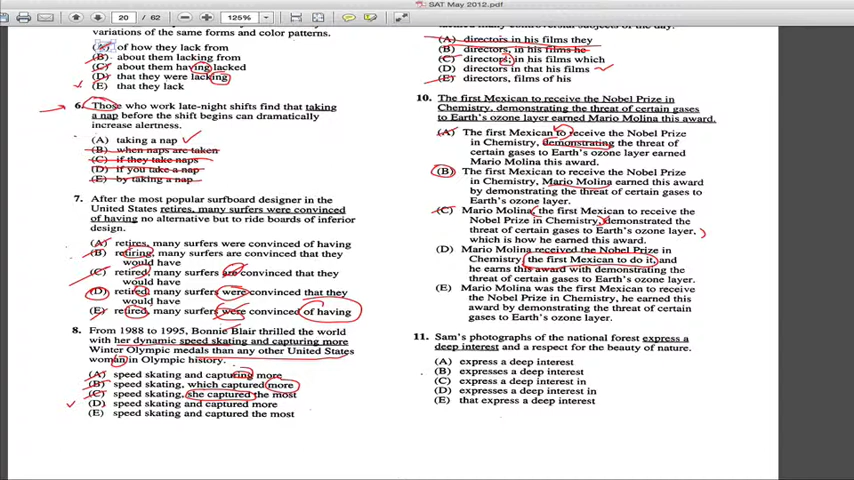 SAT May 2012.pdf
20 / 62
125%
variations of the same forms and color patterns.
(A) of how they lack from
(B) about them lacking from
(C) about them having lacked
(D) that they were lacking
(E) that they lack
6. Those who work late-night shifts find that taking
a nap before the shift begins can dramatically
increase alertness.
(A) taking a nap
(B) when naps are taken
(C) if they take naps
(D) if you take a nap
(E) by taking a nap
7. After the most popular surfboard designer in the
United States retires, many surfers were convinced
of having no alternative but to ride boards of inferior
design.
(A) retires, many surfers were convinced of having
(B) retiring, many surfers are convinced that they
would have
(C) retired, many surfers are convinced that they
would have
(D) retired, many surfers were convinced that they
would have
(E) retired, many surfers were convinced of having
8. From 1988 to 1995, Bonnie Blair thrilled the world
with her dynamic speed skating and capturing more
Winter Olympic medals than any other United States
woman in Olympic history.
(A) speed skating and capturing more
(B) speed skating, which captured more
(C) speed skating, she captured the most
(D) speed skating and captured more
(E) speed skating and captured the most
(A) directors in his films they
(B) directors, in his films he
(C) directors; in his films which
(D) directors in that his films
(E) directors, films of his
10. The first Mexican to receive the Nobel Prize in
Chemistry, demonstrating the threat of certain gases
to Earth's ozone layer earned Mario Molina this award.
(A) The first Mexican to receive the Nobel Prize
in Chemistry, demonstrating the threat of
certain gases to Earth's ozone layer earned
Mario Molina this award.
(B) The first Mexican to receive the Nobel Prize
in Chemistry, Mario Molina earned this award
by demonstrating the threat of certain gases to
Earth's ozone layer.
(C) Mario Molina, the first Mexican to receive the
Nobel Prize in Chemistry, demonstrated the
threat of certain gases to Earth's ozone layer,
which is how he earned this award.
(D) Mario Molina received the Nobel Prize in
Chemistry, the first Mexican to do it, and
he earns this award with demonstrating the
threat of certain gases to Earth's ozone layer.
(E) Mario Molina was the first Mexican to receive
the Nobel Prize in Chemistry, he earned this
award by demonstrating the threat of certain
gases to Earth's ozone layer.
11. Sam's photographs of the national forest express a
deep interest and a respect for the beauty of nature.
(A) express a deep interest
(B) expresses a deep interest
(C) express a deep interest in
(D) expresses a deep interest in
(E) that express a deep interest